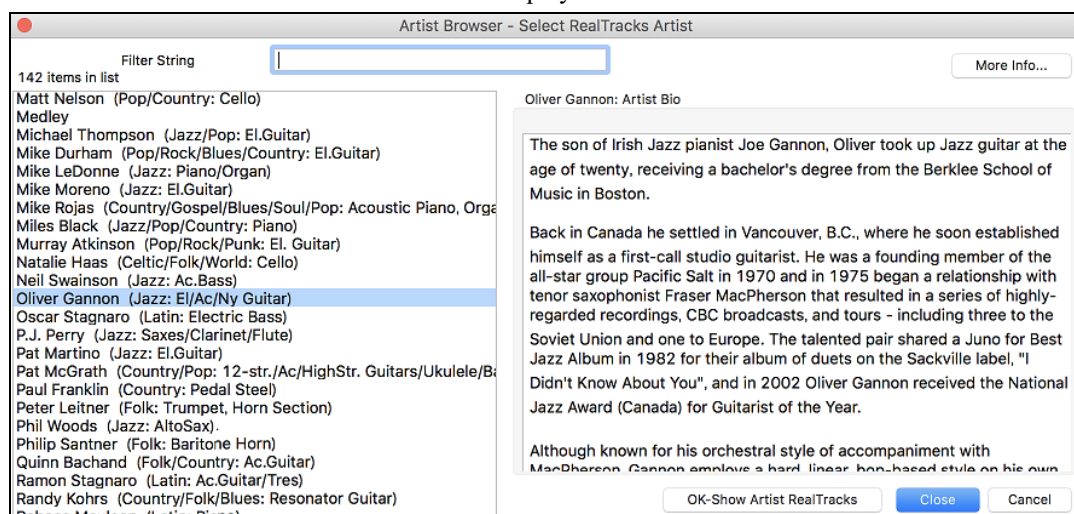 Artist Browser - Select RealTracks Artist
Filter String
142 items in list
More Info...
Matt Nelson (Pop/Country: Cello)
Medley
Michael Thompson (Jazz/Pop: El.Guitar)
Mike Durham (Pop/Rock/Blues/Country: El.Guitar)
Mike LeDonne (Jazz: Piano/Organ)
Mike Moreno (Jazz: El.Guitar)
Mike Rojas (Country/Gospel/Blues/Soul/Pop: Acoustic Piano, Orga
Miles Black (Jazz/Pop/Country: Piano)
Murray Atkinson (Pop/Rock/Punk: El. Guitar)
Natalie Haas (Celtic/Folk/World: Cello)
Neil Swainson (Jazz: Ac.Bass)
Oliver Gannon (Jazz: El/Ac/Ny Guitar)
Oscar Stagnaro (Latin: Electric Bass)
P.J. Perry (Jazz: Saxes/Clarinet/Flute)
Pat Martino (Jazz: El.Guitar)
Pat McGrath (Country/Pop: 12-str./Ac/HighStr. Guitars/Ukulele/Ba
Paul Franklin (Country: Pedal Steel)
Peter Leitner (Folk: Trumpet, Horn Section)
Phil Woods (Jazz: AltoSax).
Philip Santner (Folk: Baritone Horn)
Quinn Bachand (Folk/Country: Ac.Guitar)
Ramon Stagnaro (Latin: Ac.Guitar/Tres)
Randy Kohrs (Country/Folk/Blues: Resonator Guitar)
Oliver Gannon: Artist Bio
The son of Irish Jazz pianist Joe Gannon, Oliver took up Jazz guitar at the
age of twenty, receiving a bachelor's degree from the Berklee School of
Music in Boston.
Back in Canada he settled in Vancouver, B.C., where he soon established
himself as a first-call studio guitarist. He was a founding member of the
all-star group Pacific Salt in 1970 and in 1975 began a relationship with
tenor saxophonist Fraser MacPherson that resulted in a series of highly-
regarded recordings, CBC broadcasts, and tours - including three to the
Soviet Union and one to Europe. The talented pair shared a Juno for Best
Jazz Album in 1982 for their album of duets on the Sackville label, "I
Didn't Know About You", and in 2002 Oliver Gannon received the National
Jazz Award (Canada) for Guitarist of the Year.
Although known for his orchestral style of accompaniment with
MacPherson, Gannon employs a hard, linear, bop-based style on his own
OK-Show Artist RealTracks
Close
Cancel